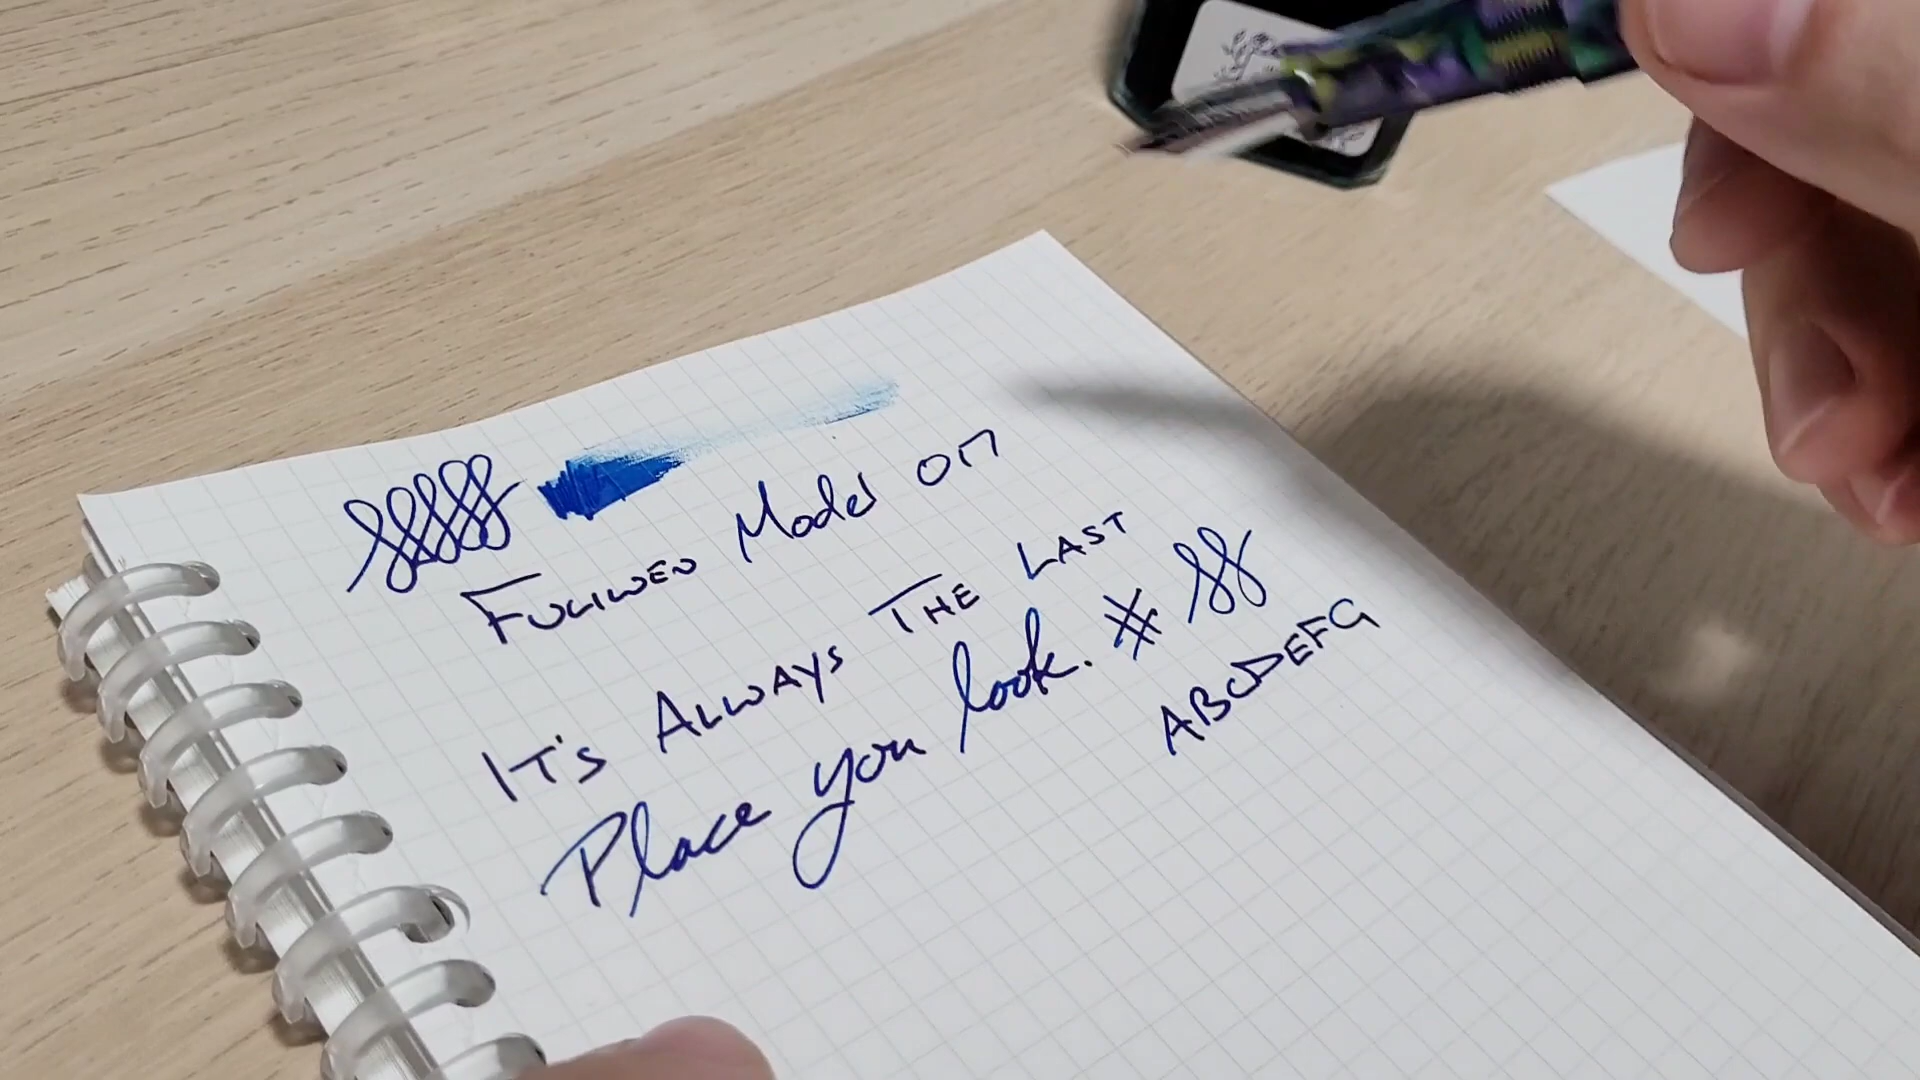 FULIWEN Model 017
IT'S ALWAYS THE LAST
Place you look. #
ABCDEFG